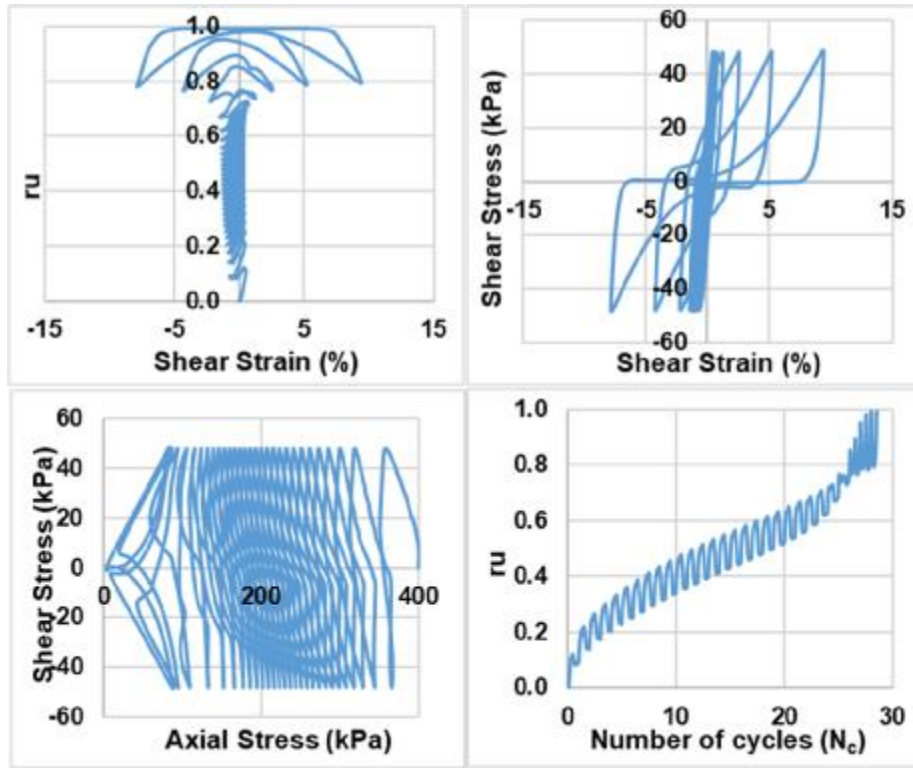 1.0
0.8
0.6
0.4
0.2
0.0
ru
-15 -5 5 15
Shear Strain (%)
60
40
20
0
-15 -5 5 15
-20
-40
-60
Shear Stress (kPa)
Shear Strain (%)
60
40
20
0
0 200 400
-20
-40
-60
Shear Stress (kPa)
Axial Stress (kPa)
1.0
0.8
0.6
0.4
0.2
0.0
ru
0 10 20 30
Number of cycles (Nc)